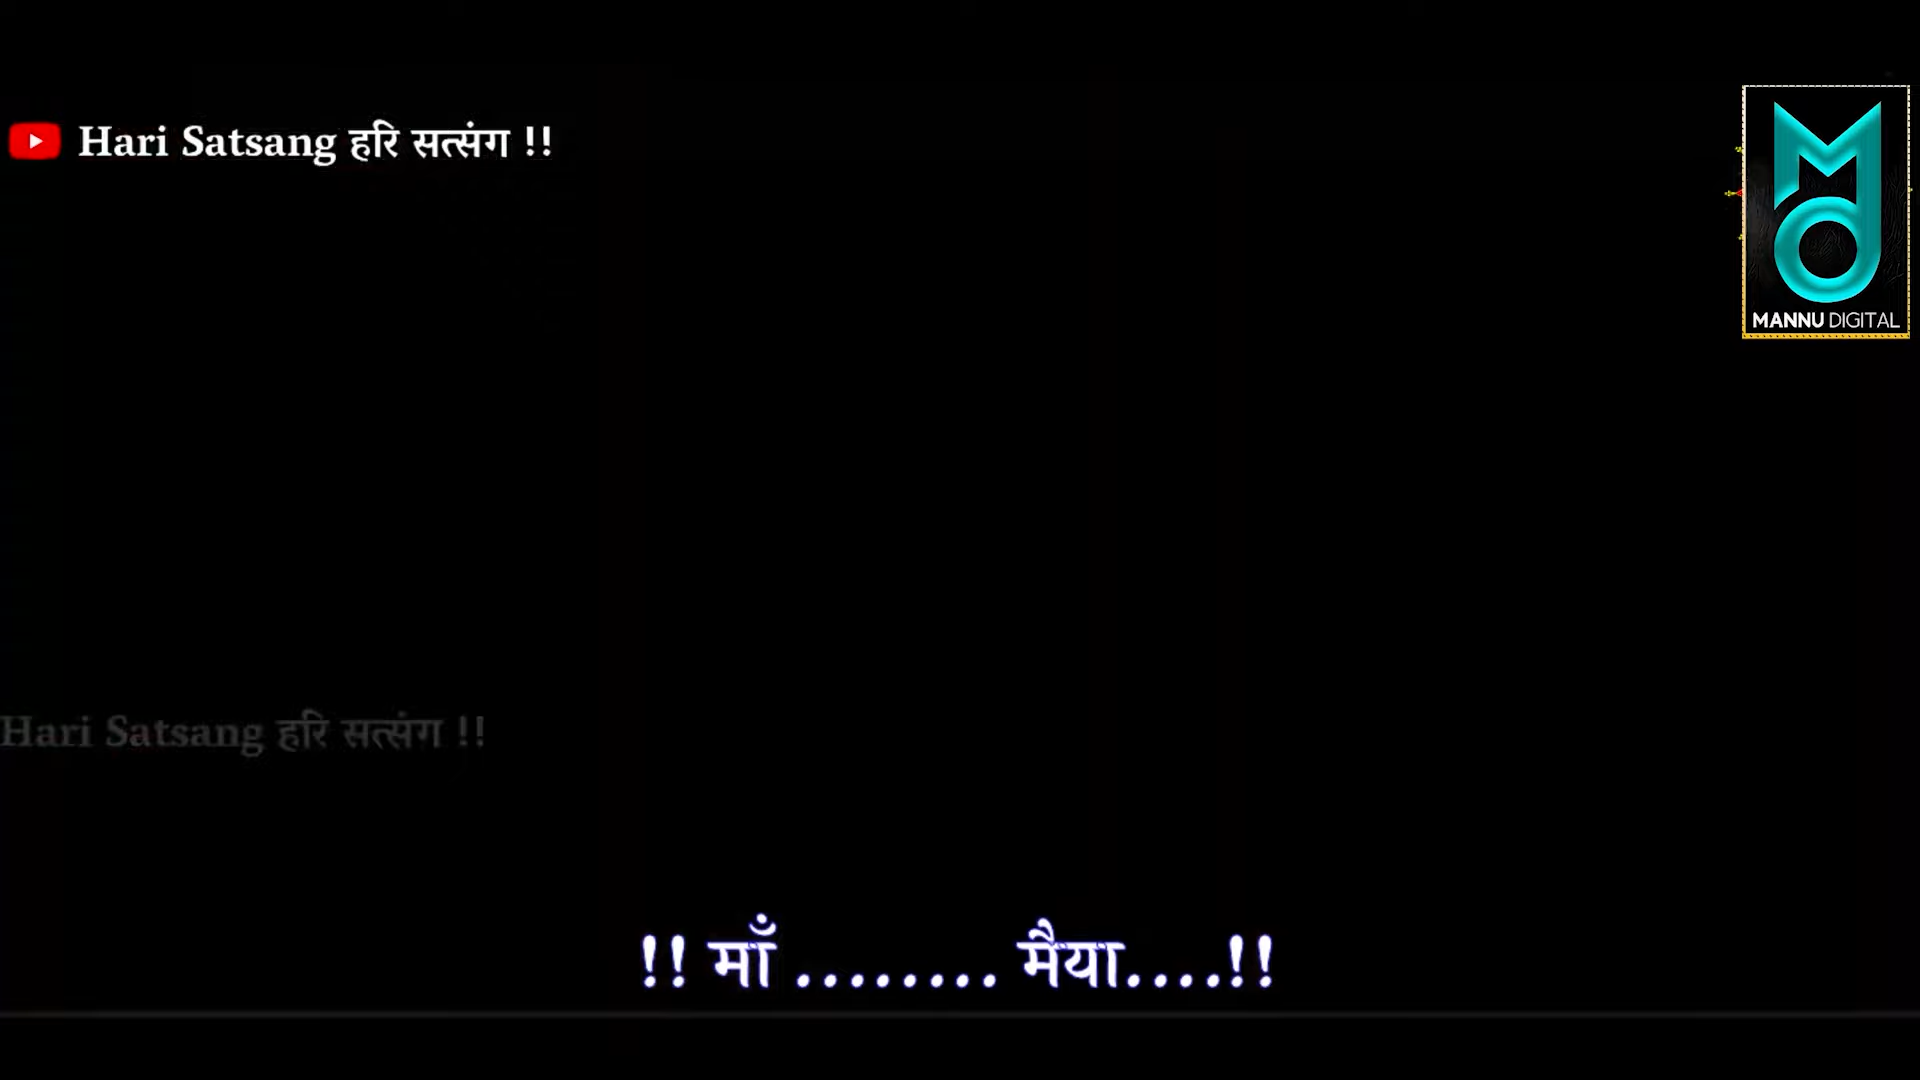 Hari Satsang हरि सत्संग !!
MANNU DIGITAL
Hari Satsang हरि सत्संग !!
!! माँ ........ मैया....!!